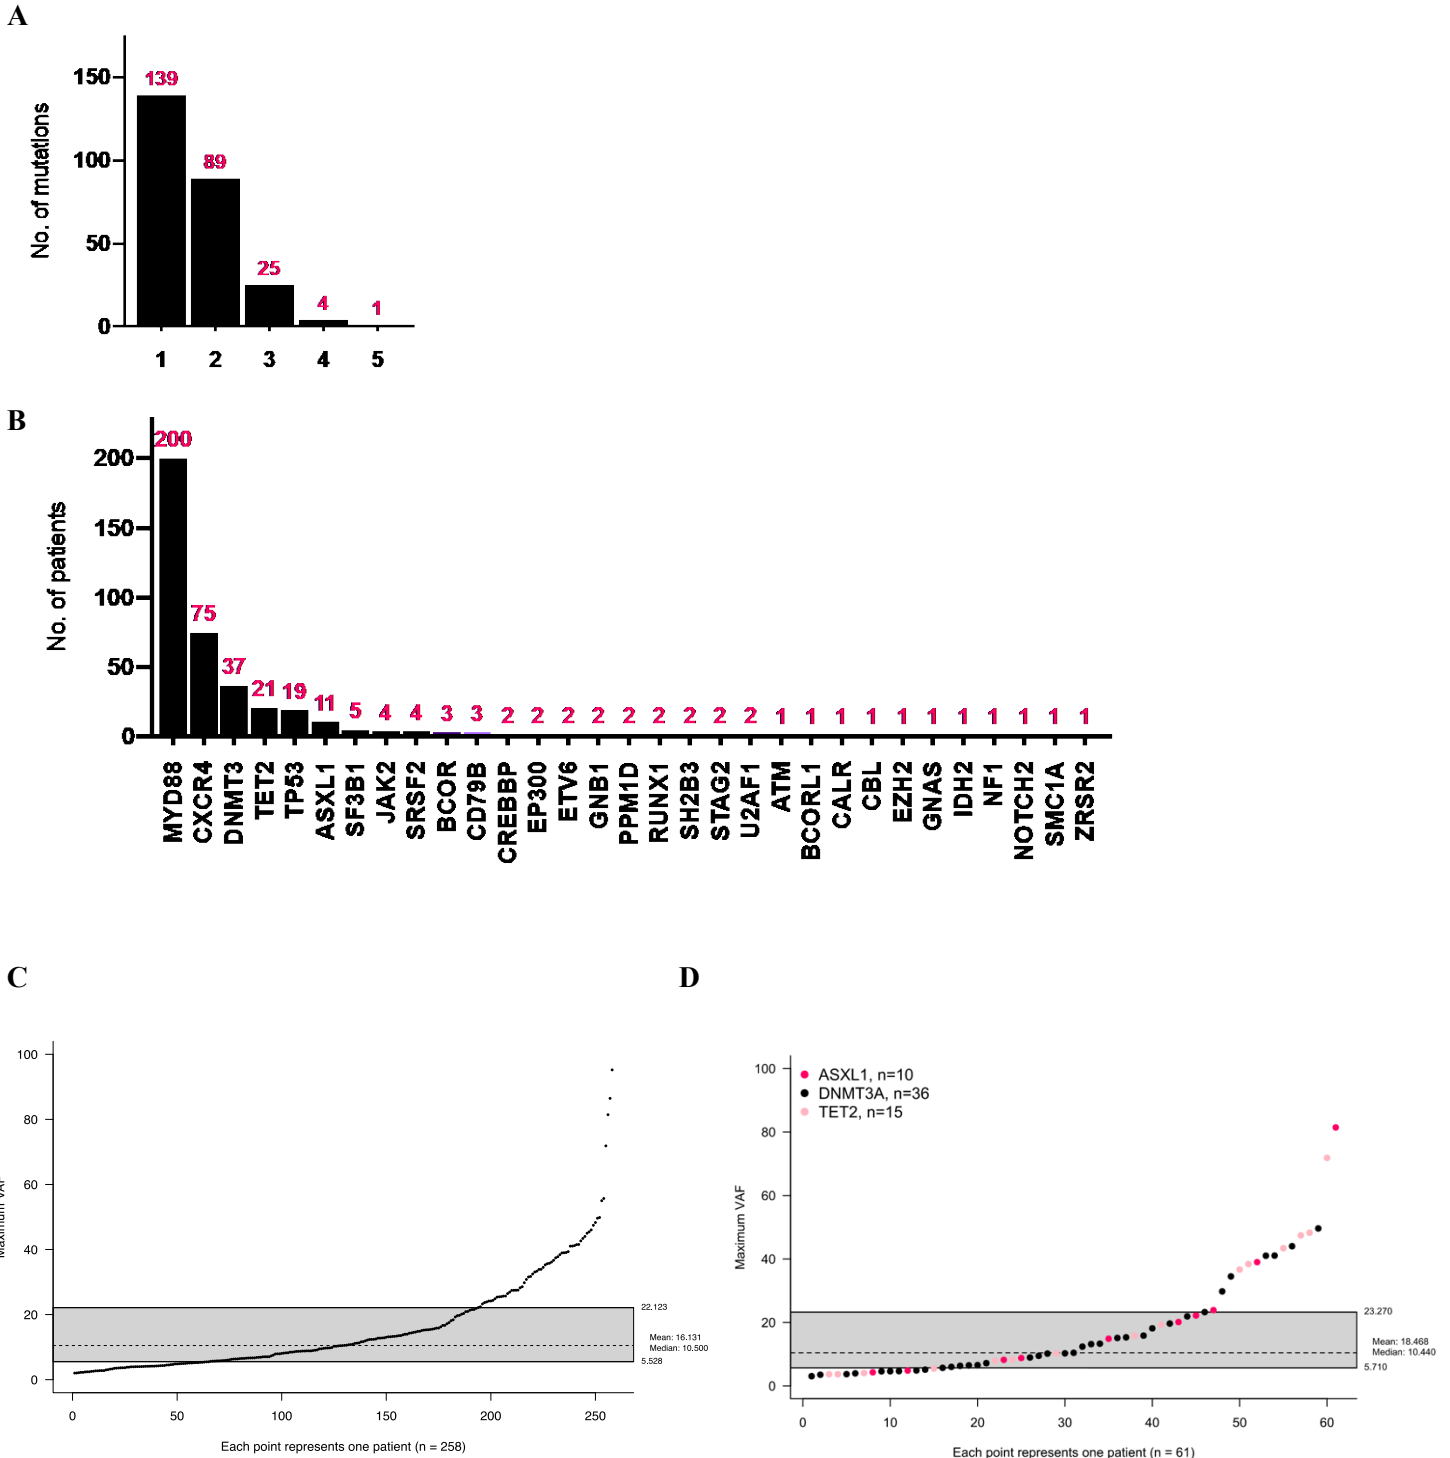 A
No. of mutations
150
100
50
0
139
89
25
4
1
1 2 3 4 5
B
No. of patients
200
150
100
50
0
200 75 37 21 19 11 5 4 4 3 3 2 2 2 2 2 2 2 2 2 1 1 1 1 1 1 1 1 1 1 1
MYD88 CXCR4 DNMT3 TET2 TP53 ASXL1 SF3B1 JAK2 SRSF2 BCOR CD79B CREBBP EP300 ETV6 GNB1 PPM1D RUNX1 SH2B3 STAG2 U2AF1 ATM BCORL1 CALR CBL EZH2 GNAS IDH2 NF1 NOTCH2 SMC1A ZRSR2
C
Maximum VAF
100
80
60
40
20
0
22.123
Mean: 16.131
Median: 10.500
5.528
0 50 100 150 200 250
Each point represents one patient (n = 258)
D
Maximum VAF
100
80
60
40
20
0
ASXL1, n=10
DNMT3A, n=36
TET2, n=15
23.270
Mean: 18.468
Median: 10.440
5.710
0 10 20 30 40 50 60
Each point represents one patient (n = 61)